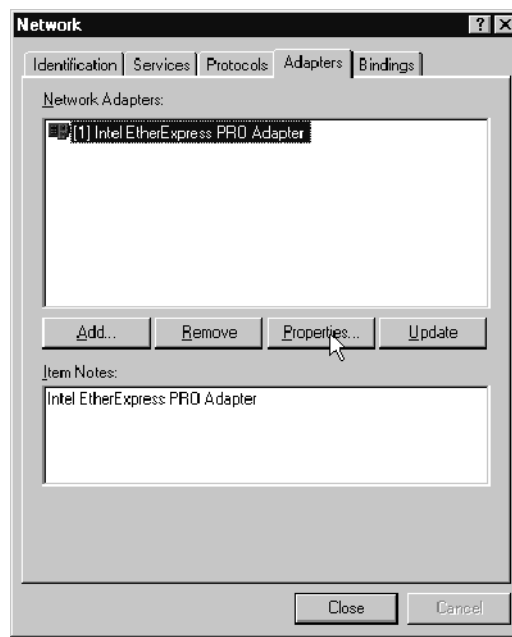 Network
Identification Services Protocols Adapters Bindings
Network Adapters:
[1] Intel EtherExpress PRO Adapter
Add... Remove Properties... Update
Item Notes:
Intel EtherExpress PRO Adapter
Close Cancel